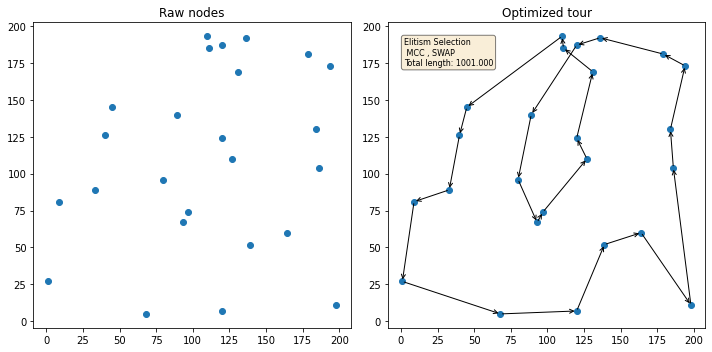 Raw nodes
200
175
150
125
100
75
50
25
0
0 25 50 75 100 125 150 175 200
Optimized tour
Elitism Selection
MCC , SWAP
Total length: 1001.000
200
175
150
125
100
75
50
25
0
0 25 50 75 100 125 150 175 200